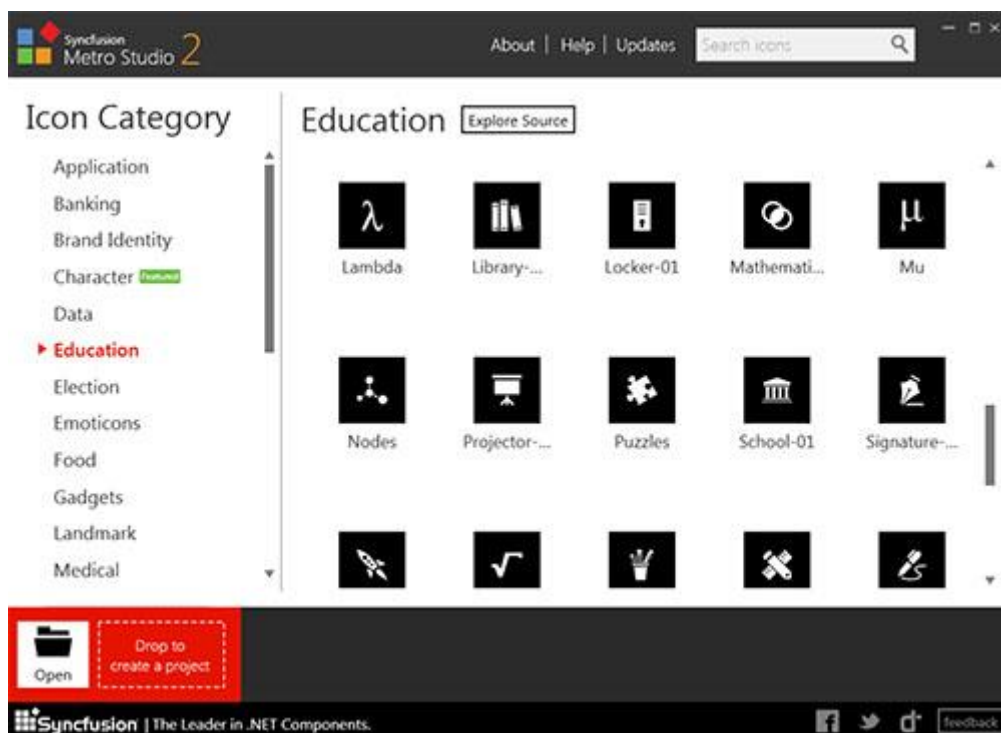 Syncfusion
Metro Studio 2
About | Help | Updates
Search icons
Icon Category
Application
Banking
Brand Identity
Character Featured
Data
Education
Election
Emoticons
Food
Gadgets
Landmark
Medical
Education Explore Source
λ
μ
Lambda Library-... Locker-01 Mathemati... Mu
Nodes Projector-... Puzzles School-01 Signature-...
Open
Drop to
create a project
Syncfusion | The Leader in .NET Components.
feedback